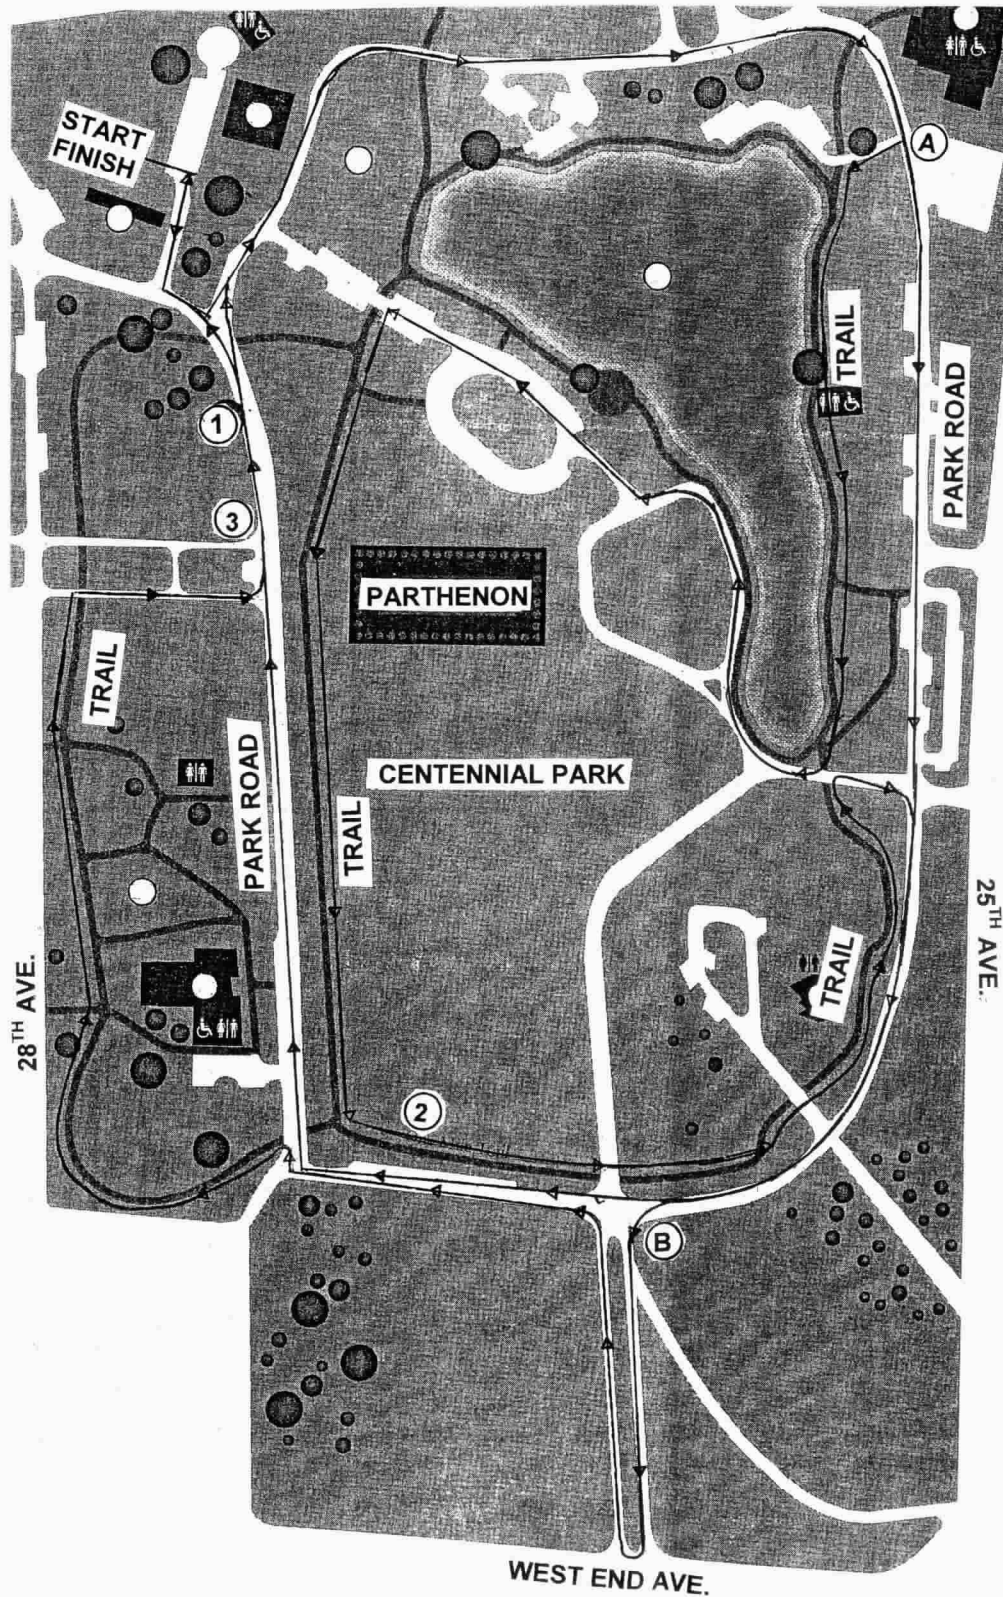 START
FINISH
A
TRAIL
PARK ROAD
1
3
PARTHENON
TRAIL
PARK ROAD
CENTENNIAL PARK
TRAIL
25TH AVE.
TRAIL
28TH AVE.
2
B
WEST END AVE.